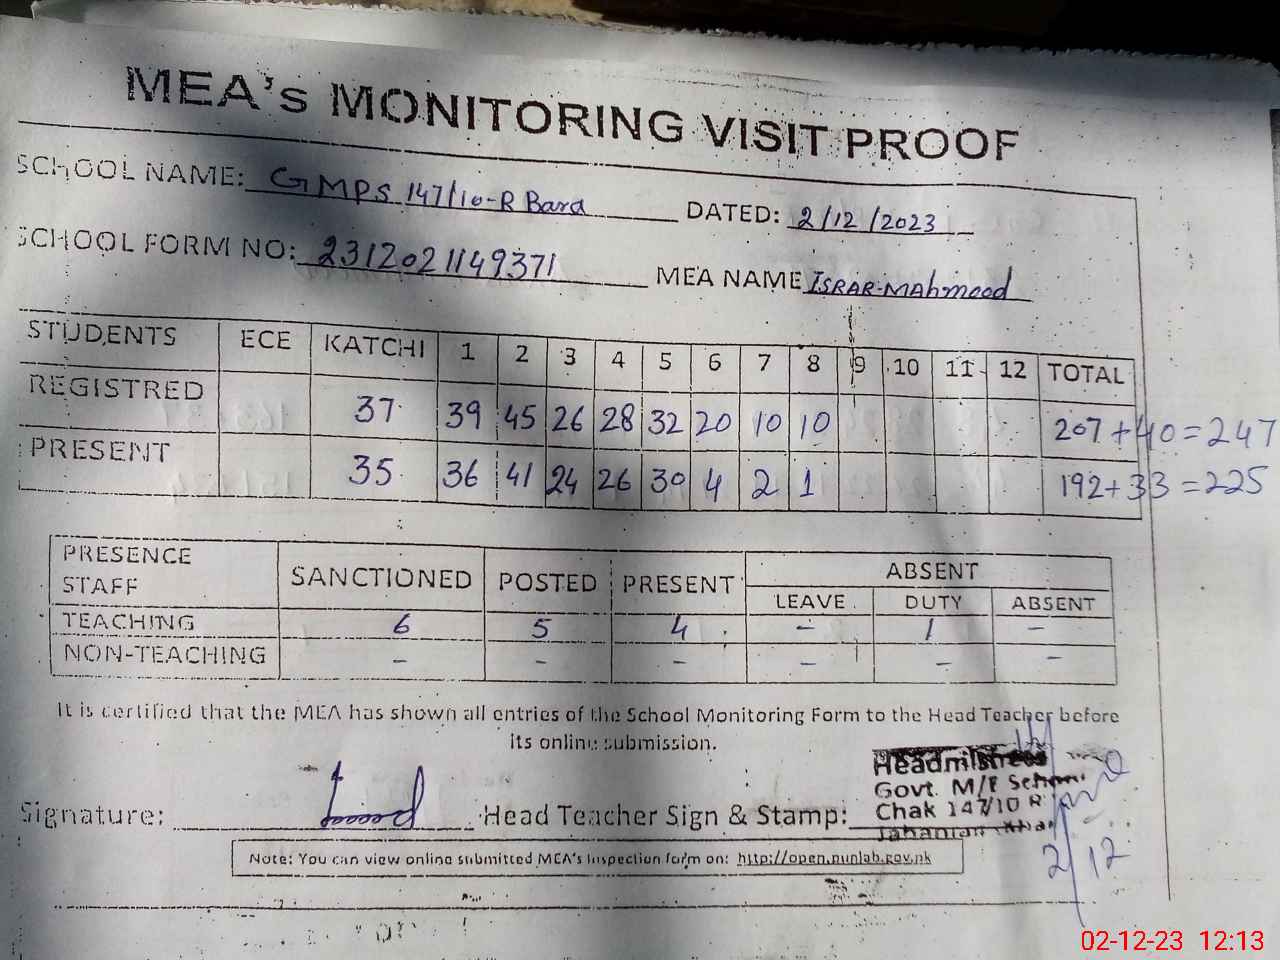 MEA's MONITORING VISIT PROOF
SCHOOL NAME: GMPS 147/10-R Bara DATED: 2/12/2023
SCHOOL FORM NO: 2312021149371 MEA NAME ISRAR-MAhmood
STUDENTS ECE KATCHI 1 2 3 4 5 6 7 8 9 10 11 12 TOTAL
REGISTRED 37 39 45 26 28 32 20 10 10 207+40=247
PRESENT 35 36 41 24 26 30 4 2 1 192+33=225
PRESENCE STAFF SANCTIONED POSTED PRESENT ABSENT
LEAVE DUTY ABSENT
TEACHING 6 5 4 - 1 -
NON-TEACHING - - - - - -
It is certified that the MEA has shown all entries of the School Monitoring Form to the Head Teacher before
its online submission.
Signature: Head Teacher Sign & Stamp:
Headmistress
Govt. M/E School
Chak 147/10 R
Jahanian
2/12
Note: You can view online submitted MEA's Inspection form on: http://open.punjab.gov.pk
02-12-23 12:13